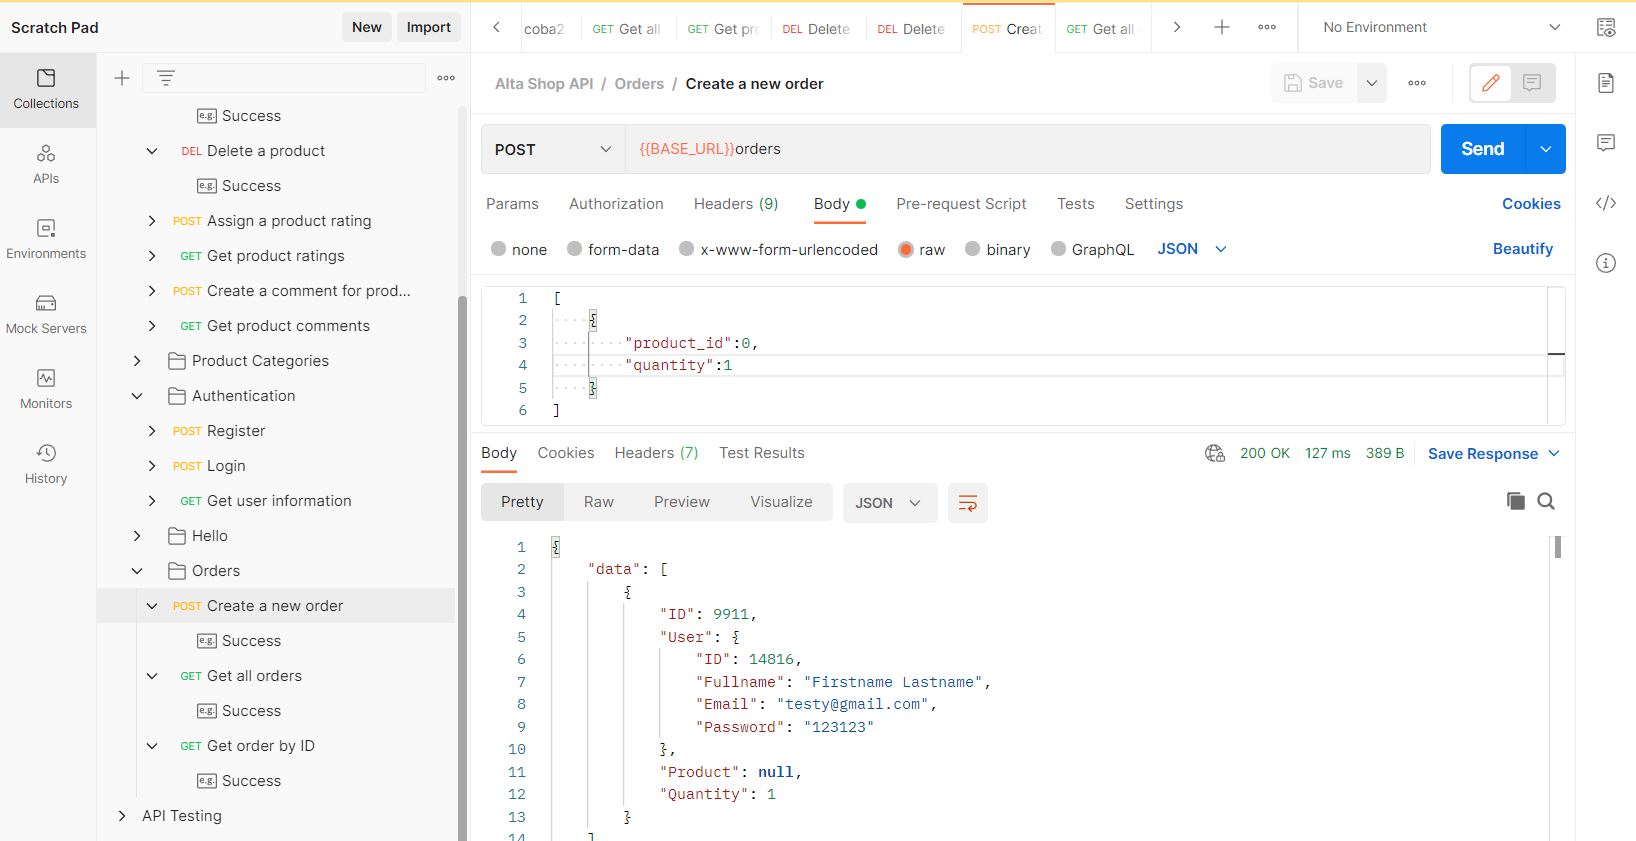 Scratch Pad
New
Import
coba2
GET Get all
GET Get pr
DEL Delete
DEL Delete
POST Creat
GET Get all
No Environment
Collections
APIs
Environments
Mock Servers
Monitors
History
e.g. Success
DEL Delete a product
e.g. Success
POST Assign a product rating
GET Get product ratings
POST Create a comment for prod...
GET Get product comments
Product Categories
Authentication
POST Register
POST Login
GET Get user information
Hello
Orders
POST Create a new order
e.g. Success
GET Get all orders
e.g. Success
GET Get order by ID
e.g. Success
API Testing
Alta Shop API / Orders / Create a new order
Save
POST
{{BASE_URL}}orders
Send
Params Authorization Headers (9) Body Pre-request Script Tests Settings Cookies
none form-data x-www-form-urlencoded raw binary GraphQL JSON Beautify
1 [
2 {
3 "product_id":0,
4 "quantity":1
5 }
6 ]
Body Cookies Headers (7) Test Results 200 OK 127 ms 389 B Save Response
Pretty Raw Preview Visualize JSON
1 {
2 "data": [
3 {
4 "ID": 9911,
5 "User": {
6 "ID": 14816,
7 "Fullname": "Firstname Lastname",
8 "Email": "testy@gmail.com",
9 "Password": "123123"
10 },
11 "Product": null,
12 "Quantity": 1
13 }
14 ]